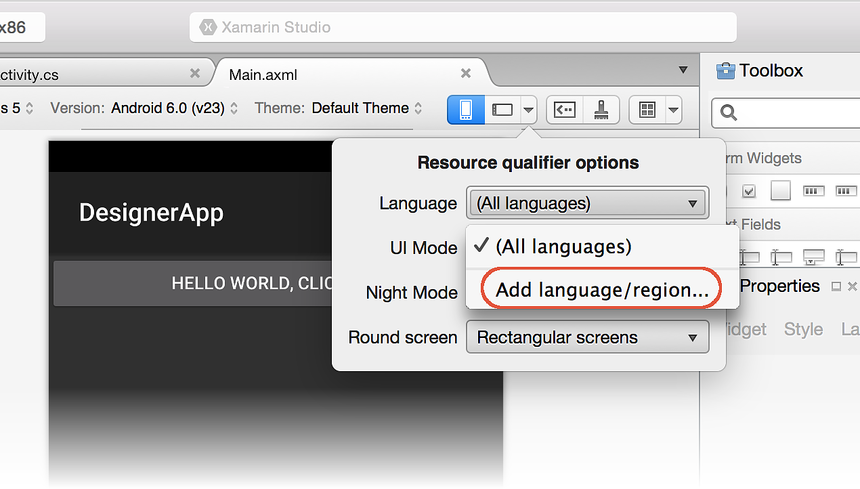 x86
Xamarin Studio
ctivity.cs
Main.axml
Toolbox
s 5
Version: Android 6.0 (v23)
Theme: Default Theme
Resource qualifier options
rm Widgets
Language
(All languages)
DesignerApp
xt Fields
UI Mode
(All languages)
HELLO WORLD, CLIC
Night Mode
Add language/region...
Properties
Round screen
Rectangular screens
idget
Style
La